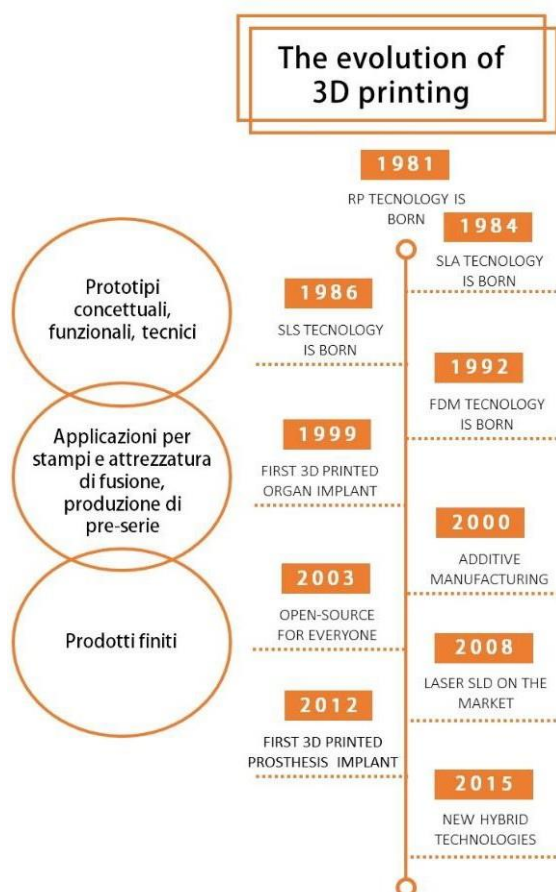 The evolution of
3D printing
1981
RP TECNOLOGY IS
BORN
1984
SLA TECNOLOGY
IS BORN
Prototipi
concettuali,
funzionali, tecnici
1986
SLS TECNOLOGY
IS BORN
1992
FDM TECNOLOGY
IS BORN
Applicazioni per
stampi e attrezzatura
di fusione,
produzione di
pre-serie
1999
FIRST 3D PRINTED
ORGAN IMPLANT
2000
ADDITIVE
MANUFACTURING
Prodotti finiti
2003
OPEN-SOURCE
FOR EVERYONE
2008
LASER SLD ON THE
MARKET
2012
FIRST 3D PRINTED
PROSTHESIS IMPLANT
2015
NEW HYBRID
TECHNOLOGIES